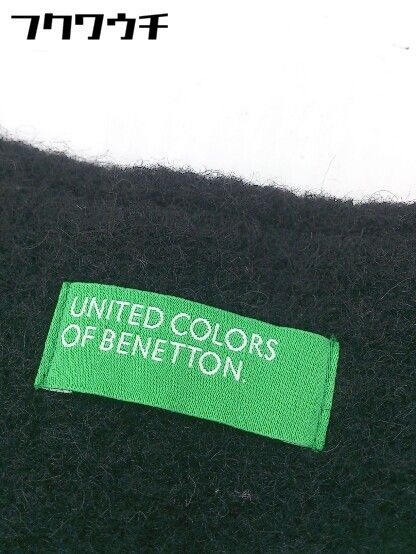 フクワウチ
UNITED COLORS
OF BENETTON.